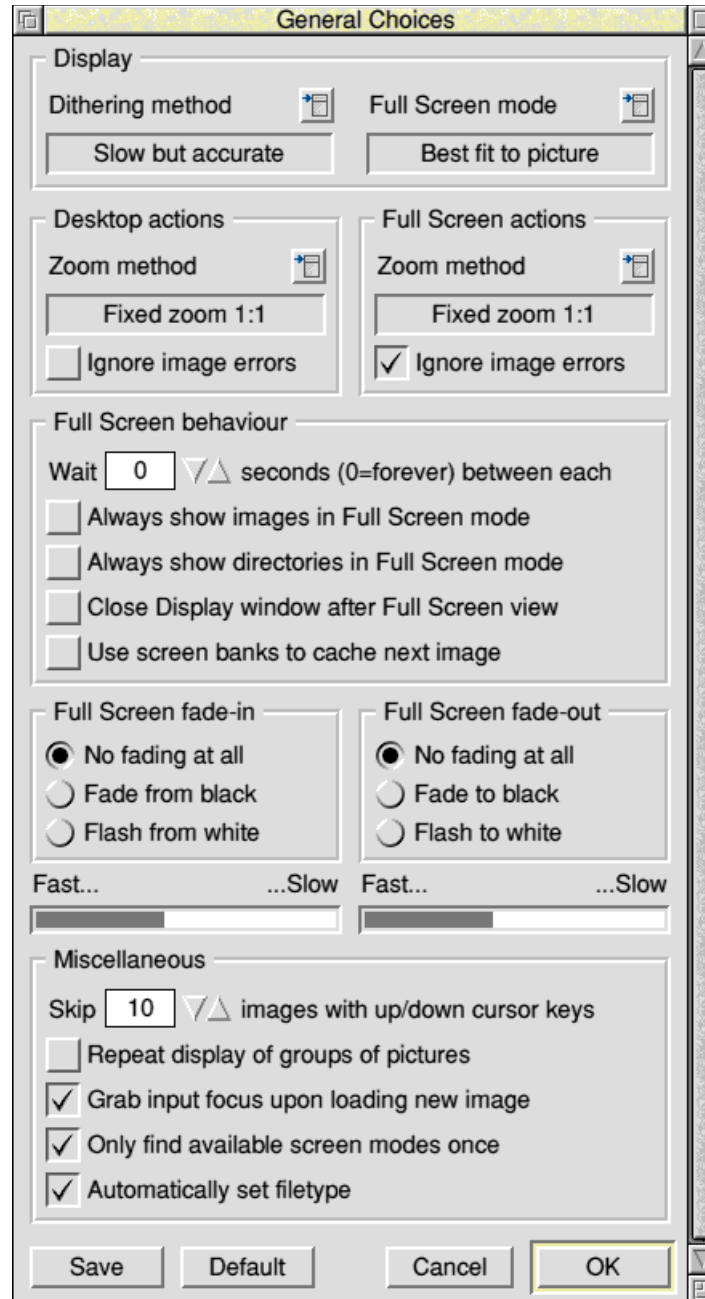 General Choices
Display
Dithering method
Full Screen mode
Slow but accurate
Best fit to picture
Desktop actions
Zoom method
Fixed zoom 1:1
Ignore image errors
Full Screen actions
Zoom method
Fixed zoom 1:1
Ignore image errors
Full Screen behaviour
Wait 0 seconds (0=forever) between each
Always show images in Full Screen mode
Always show directories in Full Screen mode
Close Display window after Full Screen view
Use screen banks to cache next image
Full Screen fade-in
No fading at all
Fade from black
Flash from white
Fast... ...Slow
Full Screen fade-out
No fading at all
Fade to black
Flash to white
Fast... ...Slow
Miscellaneous
Skip 10 images with up/down cursor keys
Repeat display of groups of pictures
Grab input focus upon loading new image
Only find available screen modes once
Automatically set filetype
Save Default Cancel OK